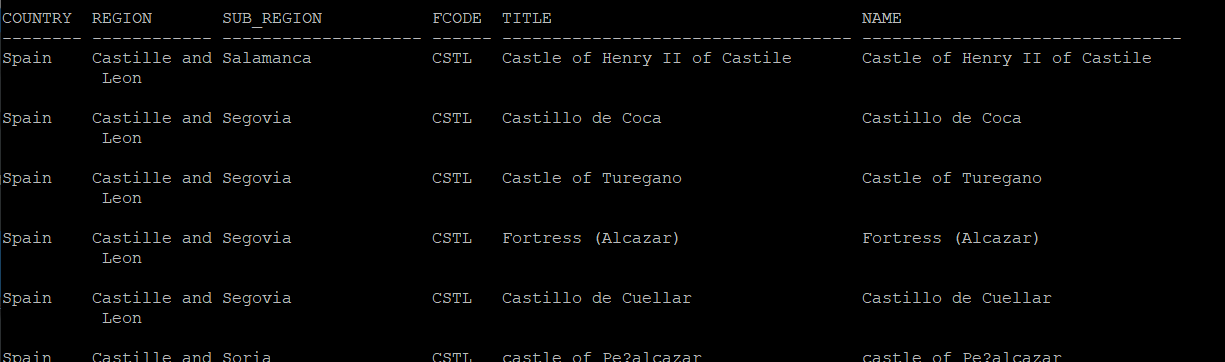 COUNTRY  REGION       SUB_REGION           FCODE  TITLE                               NAME
-------- ------------ -------------------- ------ ----------------------------------- --------------------------------
Spain    Castille and Salamanca            CSTL   Castle of Henry II of Castile       Castle of Henry II of Castile
          Leon
Spain    Castille and Segovia              CSTL   Castillo de Coca                    Castillo de Coca
          Leon
Spain    Castille and Segovia              CSTL   Castle of Turegano                  Castle of Turegano
          Leon
Spain    Castille and Segovia              CSTL   Fortress (Alcazar)                  Fortress (Alcazar)
          Leon
Spain    Castille and Segovia              CSTL   Castillo de Cuellar                 Castillo de Cuellar
          Leon
Spain    Castille and Soria                CSTL   castle of Pe?alcazar                castle of Pe?alcazar